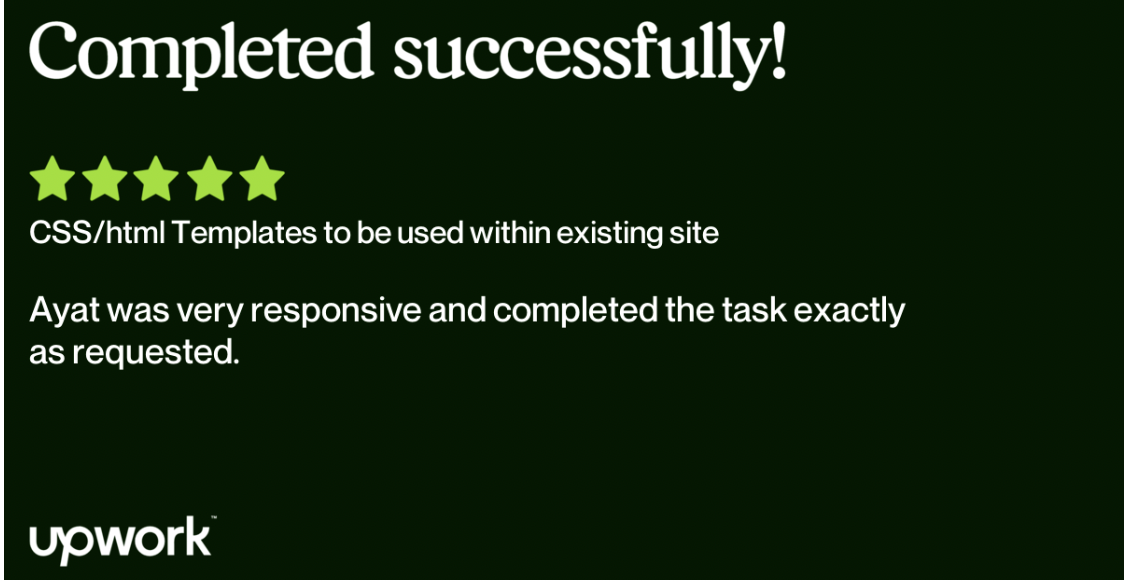 Completed successfully!
CSS/html Templates to be used within existing site
Ayat was very responsive and completed the task exactly
as requested.
upwork™